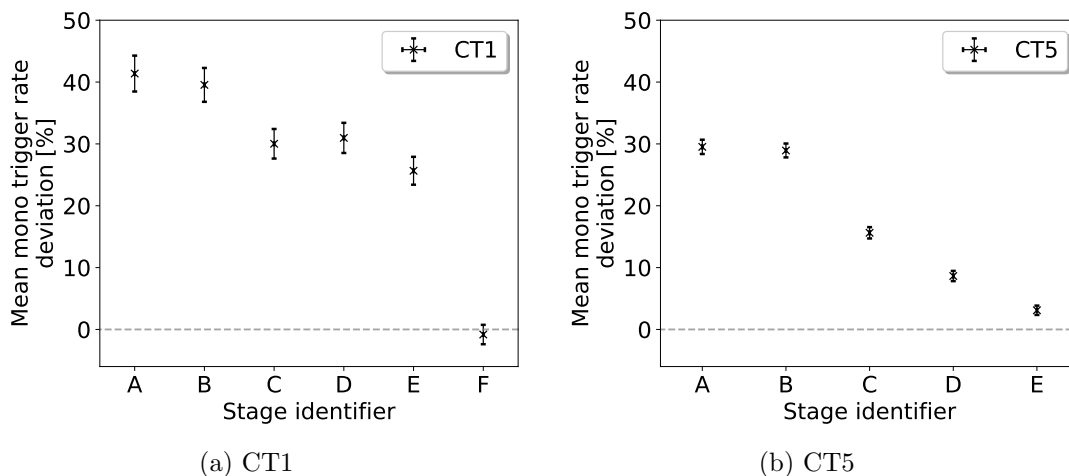 50
40
30
20
10
0
Mean mono trigger rate
deviation [%]
CT1
A B C D E F
Stage identifier
(a) CT1
50
40
30
20
10
0
Mean mono trigger rate
deviation [%]
CT5
A B C D E
Stage identifier
(b) CT5